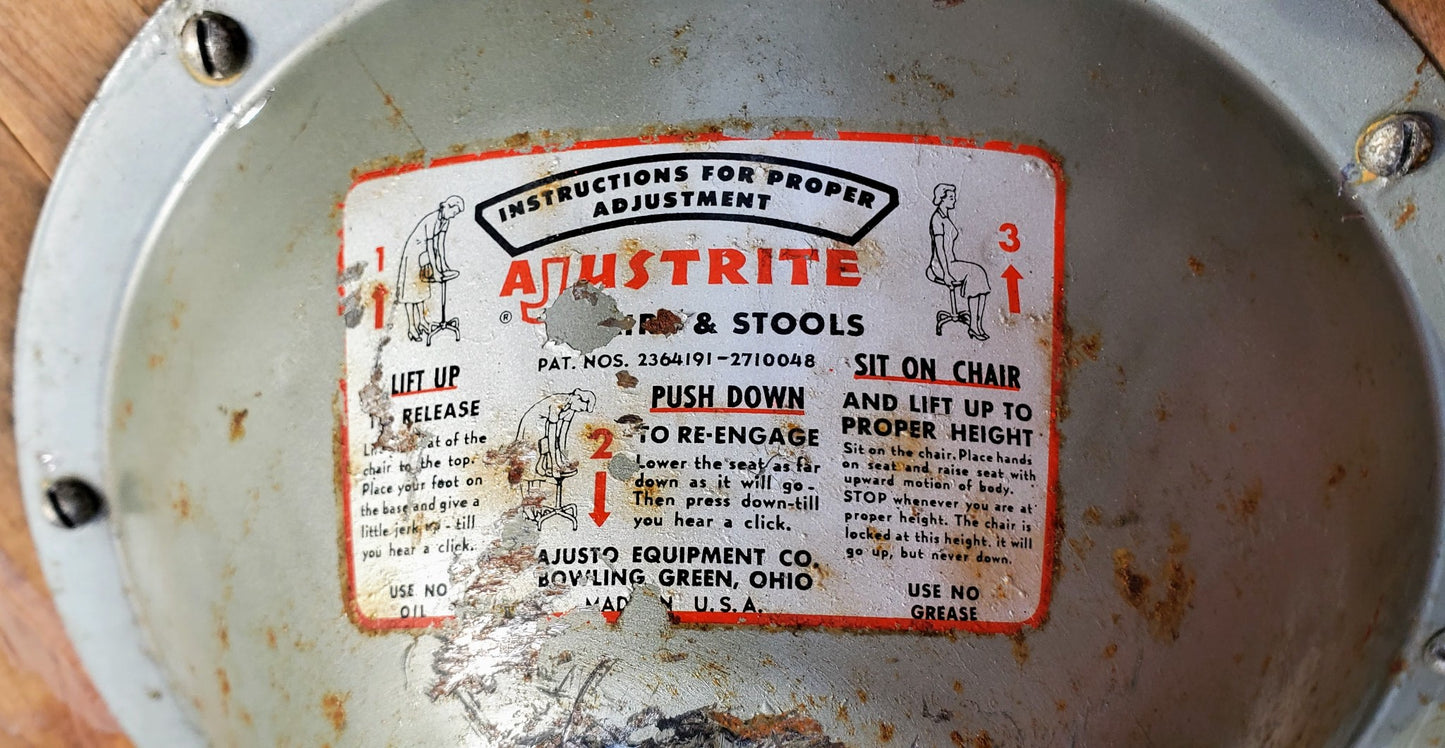 INSTRUCTIONS FOR PROPER
ADJUSTMENT
AJUSTRITE
®
& STOOLS
PAT. NOS. 2364191-2710048
1
LIFT UP
RELEASE
at of the
chair to the top.
Place your foot on
the base and give a
little jerk up - till
you hear a click.
USE NO
OIL
2
PUSH DOWN
TO RE-ENGAGE
Lower the seat as far
down as it will go-
Then press down-till
you hear a click.
AJUSTO EQUIPMENT CO.
BOWLING GREEN, OHIO
U.S.A.
3
SIT ON CHAIR
AND LIFT UP TO
PROPER HEIGHT
Sit on the chair. Place hands
on seat and raise seat with
upward motion of body.
STOP whenever you are at
proper height. The chair is
locked at this height. it will
go up, but never down.
USE NO
GREASE